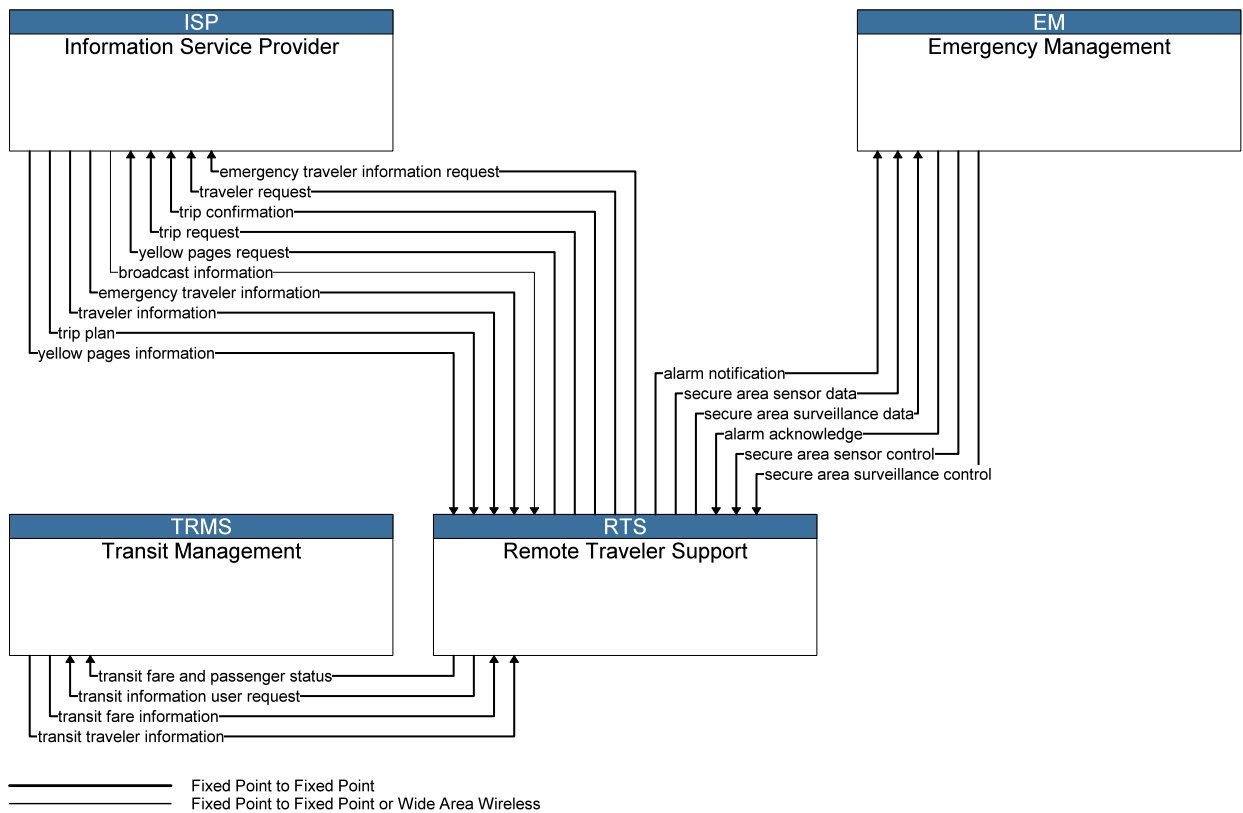 ISP
Information Service Provider
EM
Emergency Management
emergency traveler information request
traveler request
trip confirmation
trip request
yellow pages request
broadcast information
emergency traveler information
traveler information
trip plan
yellow pages information
alarm notification
secure area sensor data
secure area surveillance data
alarm acknowledge
secure area sensor control
secure area surveillance control
TRMS
Transit Management
RTS
Remote Traveler Support
transit fare and passenger status
transit information user request
transit fare information
transit traveler information
Fixed Point to Fixed Point
Fixed Point to Fixed Point or Wide Area Wireless